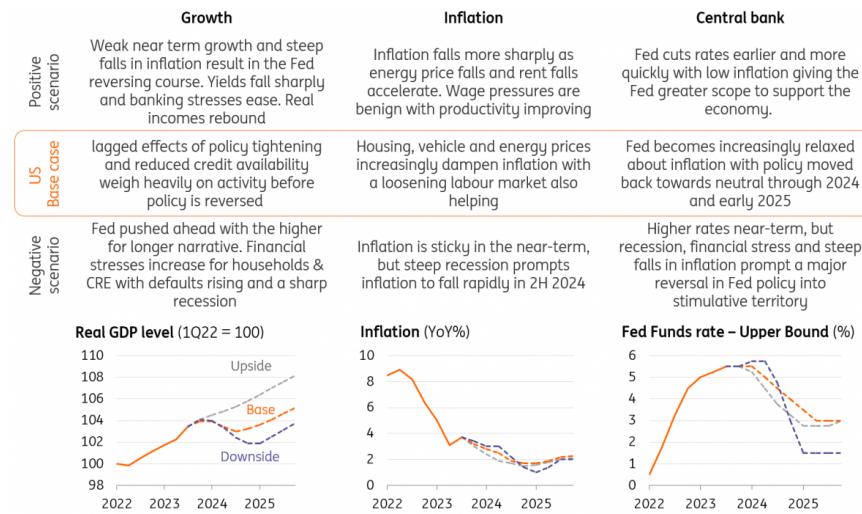 Growth
Inflation
Central bank
Positive
scenario
Weak near term growth and steep
falls in inflation result in the Fed
reversing course. Yields fall sharply
and banking stresses ease. Real
incomes rebound
Inflation falls more sharply as
energy price falls and rent falls
accelerate. Wage pressures are
benign with productivity improving
Fed cuts rates earlier and more
quickly with low inflation giving the
Fed greater scope to support the
economy.
US
Base case
lagged effects of policy tightening
and reduced credit availability
weigh heavily on activity before
policy is reversed
Housing, vehicle and energy prices
increasingly dampen inflation with
a loosening labour market also
helping
Fed becomes increasingly relaxed
about inflation with policy moved
back towards neutral through 2024
and early 2025
Negative
scenario
Fed pushed ahead with the higher
for longer narrative. Financial
stresses increase for households &
CRE with defaults rising and a sharp
recession
Inflation is sticky in the near-term,
but steep recession prompts
inflation to fall rapidly in 2H 2024
Higher rates near-term, but
recession, financial stress and steep
falls in inflation prompt a major
reversal in Fed policy into
stimulative territory
Real GDP level (1Q22 = 100)
110
108
106
104
102
100
98
Upside
Base
Downside
2022 2023 2024 2025
Inflation (YoY%)
10
8
6
4
2
0
2022 2023 2024 2025
Fed Funds rate – Upper Bound (%)
6
5
4
3
2
1
0
2022 2023 2024 2025